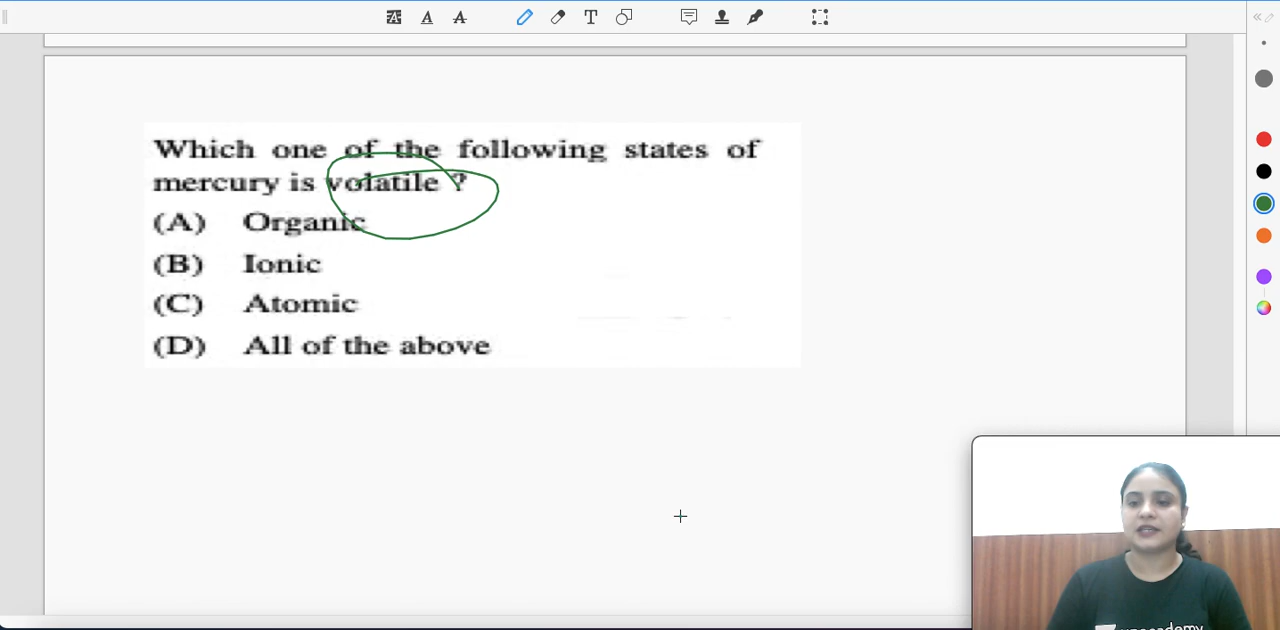 Which one of the following states of
mercury is volatile ?
(A) Organic
(B) Ionic
(C) Atomic
(D) All of the above